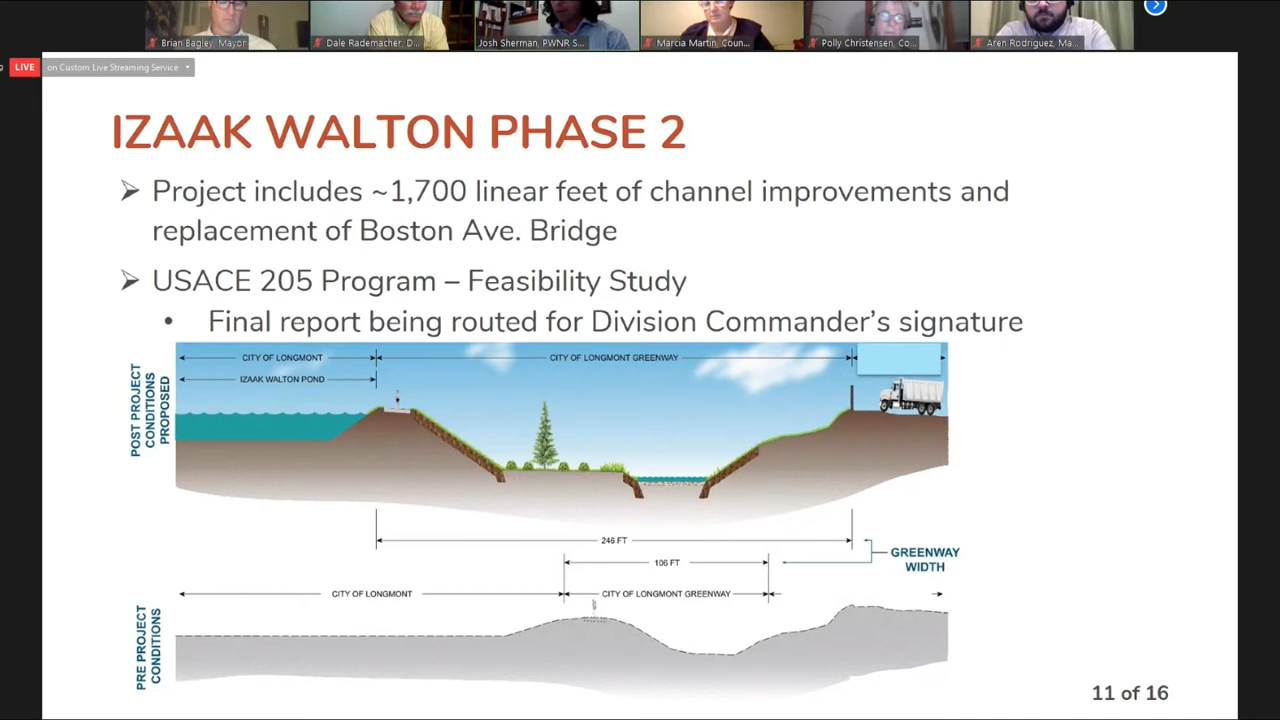 Brian Bagley, Mayor
Dale Rademacher, D...
Josh Sherman, PWNR S...
Marcia Martin, Coun...
Polly Christensen, Co...
Aren Rodriguez, Ma...
LIVE
on Custom Live Streaming Service
IZAAK WALTON PHASE 2
Project includes ~1,700 linear feet of channel improvements and
replacement of Boston Ave. Bridge
USACE 205 Program – Feasibility Study
• Final report being routed for Division Commander's signature
POST PROJECT
CONDITIONS
PROPOSED
CITY OF LONGMONT
CITY OF LONGMONT GREENWAY
IZAAK WALTON POND
246 FT
106 FT
GREENWAY
WIDTH
PRE PROJECT
CONDITIONS
CITY OF LONGMONT
CITY OF LONGMONT GREENWAY
11 of 16